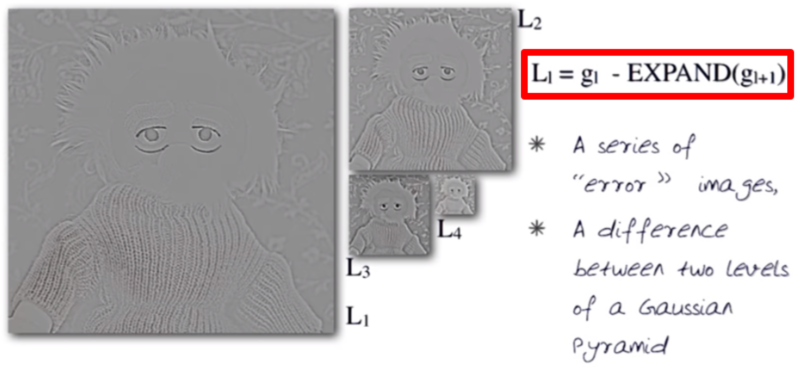 L2
Ll = gl - EXPAND(gl+1)
* A series of
"error" images,
L4
* A difference
between two levels
L3
of a Gaussian
L1
Pyramid